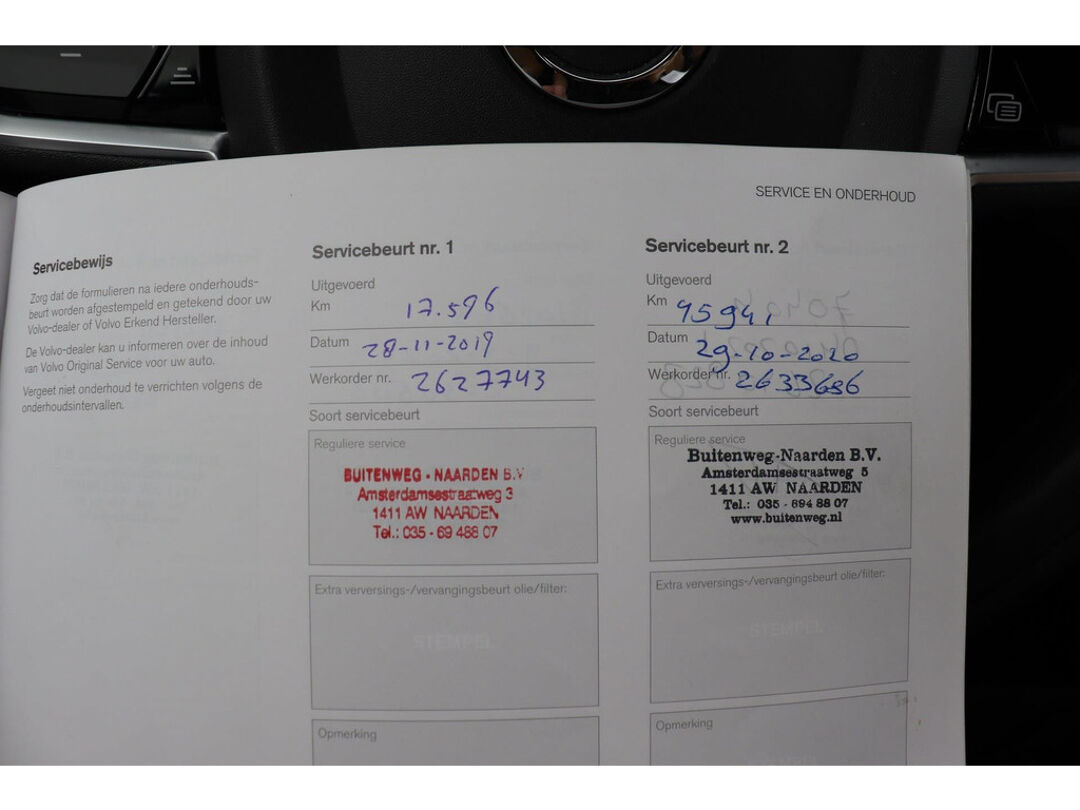 SERVICE EN ONDERHOUD
Servicebewijs
Zorg dat de formulieren na iedere onderhouds-
beurt worden afgestempeld en getekend door uw
Volvo-dealer of Volvo Erkend Hersteller.
De Volvo-dealer kan u informeren over de inhoud
van Volvo Original Service voor uw auto.
Vergeet niet onderhoud te verrichten volgens de
onderhoudsintervallen.
Servicebeurt nr. 1
Uitgevoerd
Km 17.596
Datum 28-11-2019
Werkorder nr. 2627743
Soort servicebeurt
Reguliere service
BUITENWEG - NAARDEN B.V
Amsterdamsestraatweg 3
1411 AW NAARDEN
Tel.: 035 - 69 488 07
Extra verversings-/vervangingsbeurt olie/filter:
STEMPEL
Opmerking
Servicebeurt nr. 2
Uitgevoerd
Km
Datum 29-10-2020
Werkorder nr. 2633686
Soort servicebeurt
Reguliere service
Buitenweg-Naarden B.V.
Amsterdamsestraatweg 5
1411 AW NAARDEN
Tel.: 035 - 694 88 07
www.buitenweg.nl
Extra verversings-/vervangingsbeurt olie/filter:
STEMPEL
Opmerking